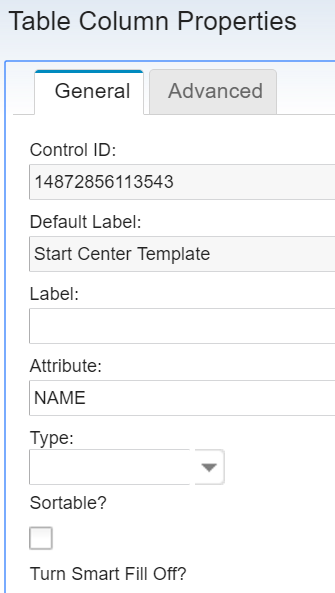 Table Column Properties
General Advanced
Control ID:
14872856113543
Default Label:
Start Center Template
Label:
Attribute:
NAME
Type:
Sortable?
Turn Smart Fill Off?